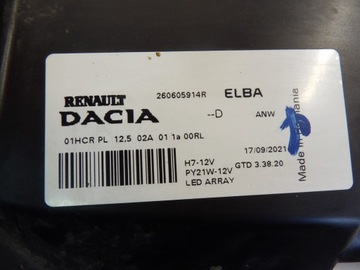 RENAULT 260605914R ELBA
DACIA --D ANW
01HCR PL 12,5 02A 01 1a 00RL
17/09/2021
H7-12V
PY21W-12V GTD 3.38.20
LED ARRAY
Made in